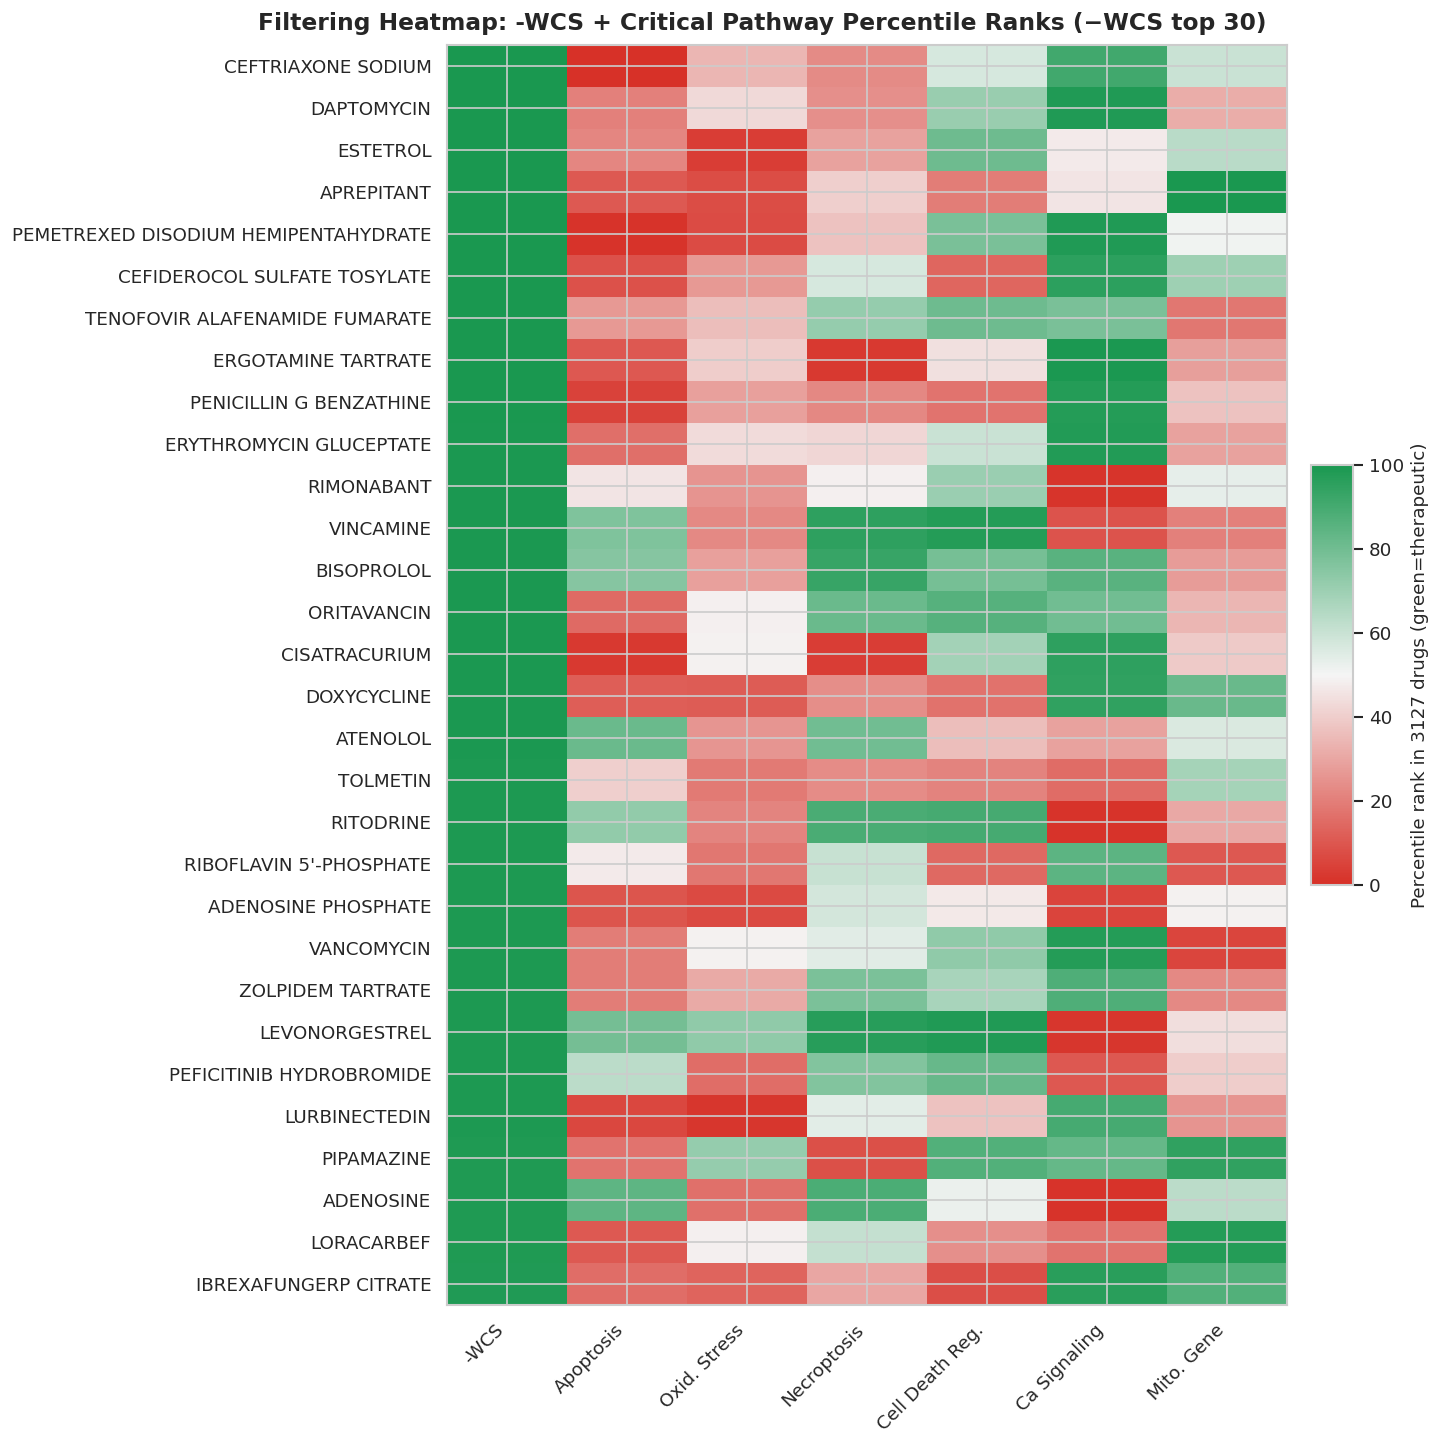 Filtering Heatmap: -WCS + Critical Pathway Percentile Ranks (−WCS top 30)
CEFTRIAXONE SODIUM
DAPTOMYCIN
ESTETROL
APREPITANT
PEMETREXED DISODIUM HEMIPENTAHYDRATE
CEFIDEROCOL SULFATE TOSYLATE
TENOFOVIR ALAFENAMIDE FUMARATE
ERGOTAMINE TARTRATE
PENICILLIN G BENZATHINE
ERYTHROMYCIN GLUCEPTATE
RIMONABANT
VINCAMINE
BISOPROLOL
ORITAVANCIN
CISATRACURIUM
DOXYCYCLINE
ATENOLOL
TOLMETIN
RITODRINE
RIBOFLAVIN 5'-PHOSPHATE
ADENOSINE PHOSPHATE
VANCOMYCIN
ZOLPIDEM TARTRATE
LEVONORGESTREL
PEFICITINIB HYDROBROMIDE
LURBINECTEDIN
PIPAMAZINE
ADENOSINE
LORACARBEF
IBREXAFUNGERP CITRATE
-WCS
Apoptosis
Oxid. Stress
Necroptosis
Cell Death Reg.
Ca Signaling
Mito. Gene
100
80
60
40
20
0
Percentile rank in 3127 drugs (green=therapeutic)